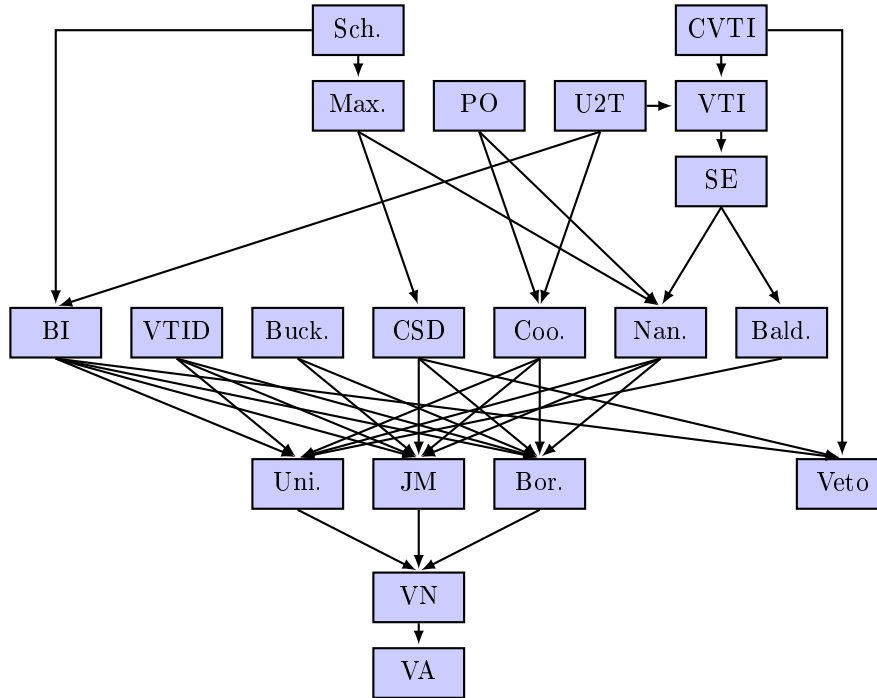 Sch.
CVTI
Max.
PO
U2T
VTI
SE
BI
VTID
Buck.
CSD
Coo.
Nan.
Bald.
Uni.
JM
Bor.
Veto
VN
VA